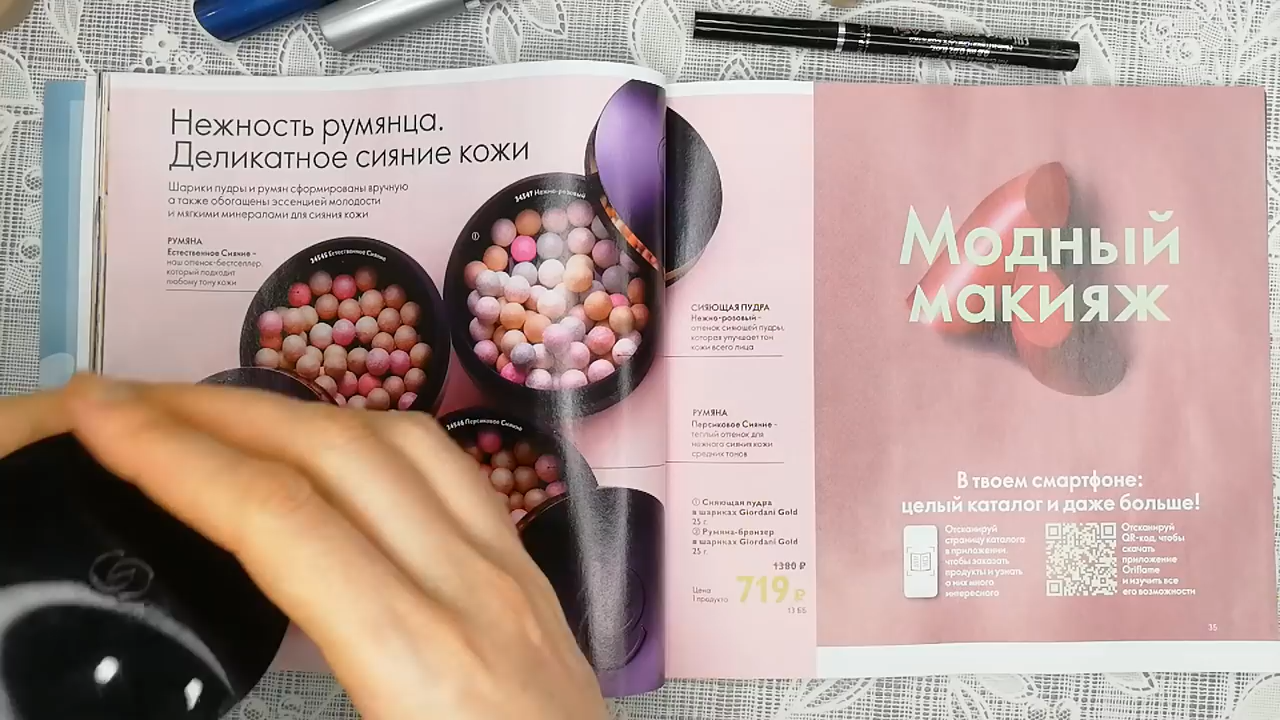 Нежность румянца.
Деликатное сияние кожи
Шарики пудры и румян сформированы вручную
а также обогащены эссенцией молодости
и мягкими минералами для сияния кожи
РУМЯНА
Естественное Сияние –
наш оттенок-бестселлер,
который подходит
любому тону кожи
34545 Естественное Сияние
34547 Нежно-розовый
①
34546 Персиковое Сияние
СИЯЮЩАЯ ПУДРА
Нежно-розовый –
оттенок сияющей пудры,
которая улучшает тон
кожи всего лица
РУМЯНА
Персиковое Сияние –
теплый оттенок для
нежного сияния кожи
средних тонов
① Сияющая пудра
в шариках Giordani Gold
25 г.
② Румяна-бронзер
в шариках Giordani Gold
25 г.
1380 ₽
Цена
1 продукта
719 ₽
13 ББ
Модный
макияж
В твоем смартфоне:
целый каталог и даже больше!
Отсканируй
страницу каталога
в приложении,
чтобы заказать
продукты и узнать
о них много
интересного
Отсканируй
QR-код, чтобы
скачать
приложение
Oriflame
и изучить все
его возможности
35